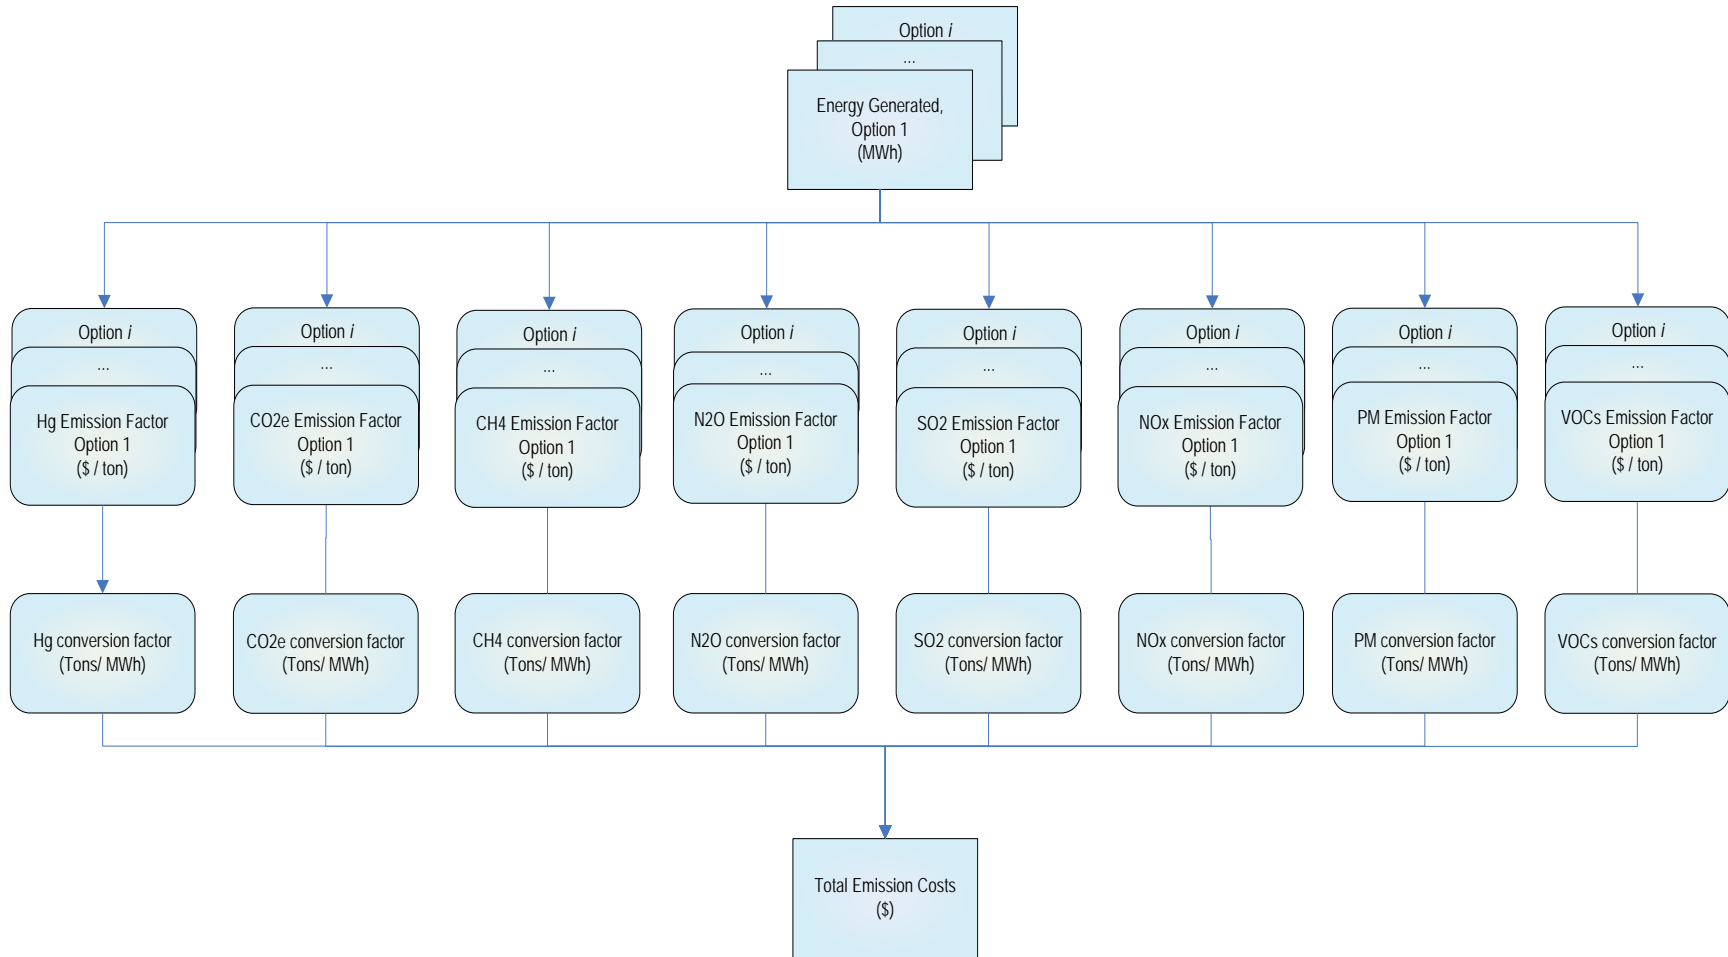 Option i
...
Energy Generated,
Option 1
(MWh)
Option i
...
Hg Emission Factor
Option 1
($ / ton)
Option i
...
CO2e Emission Factor
Option 1
($ / ton)
Option i
...
CH4 Emission Factor
Option 1
($ / ton)
Option i
...
N2O Emission Factor
Option 1
($ / ton)
Option i
...
SO2 Emission Factor
Option 1
($ / ton)
Option i
...
NOx Emission Factor
Option 1
($ / ton)
Option i
...
PM Emission Factor
Option 1
($ / ton)
Option i
...
VOCs Emission Factor
Option 1
($ / ton)
Hg conversion factor
(Tons/ MWh)
CO2e conversion factor
(Tons/ MWh)
CH4 conversion factor
(Tons/ MWh)
N2O conversion factor
(Tons/ MWh)
SO2 conversion factor
(Tons/ MWh)
NOx conversion factor
(Tons/ MWh)
PM conversion factor
(Tons/ MWh)
VOCs conversion factor
(Tons/ MWh)
Total Emission Costs
($)